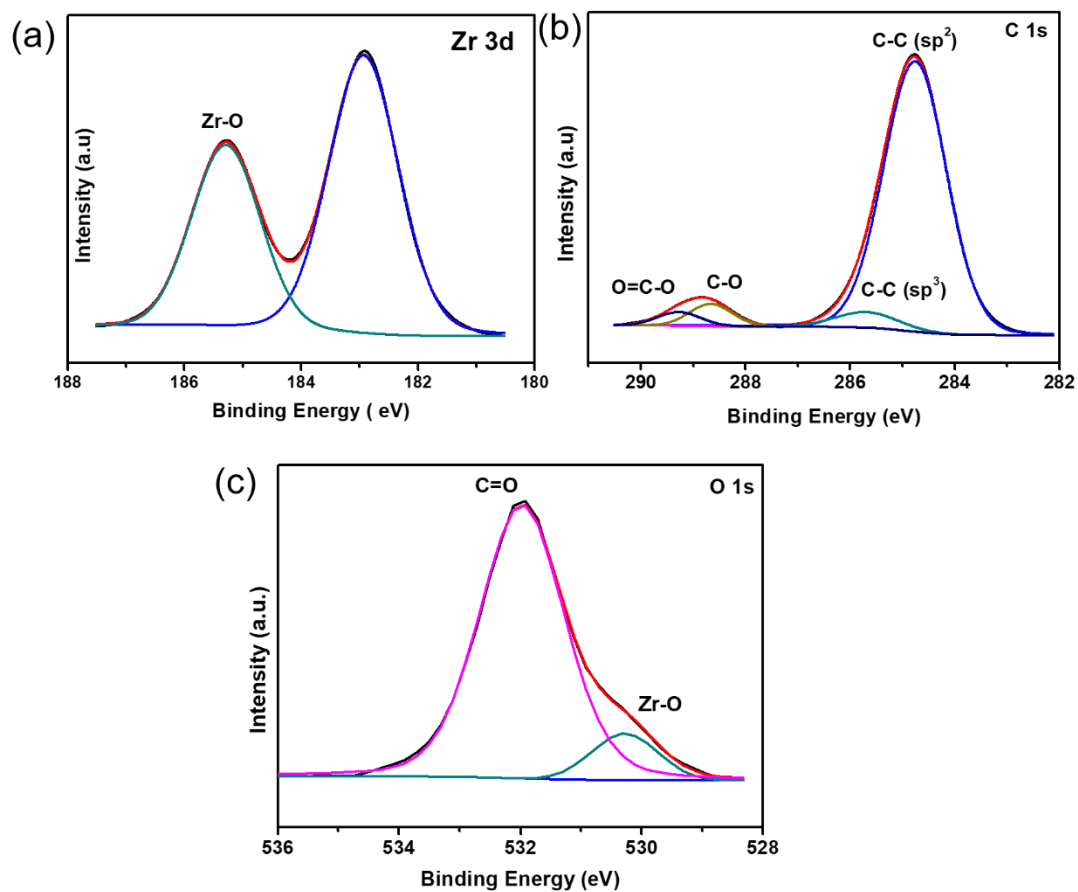 (a)
Zr 3d
Zr-O
Intensity (a.u)
188 186 184 182 180
Binding Energy ( eV)
(b)
C 1s
C-C (sp²)
O=C-O
C-O
C-C (sp³)
Intensity (a.u)
290 288 286 284 282
Binding Energy (eV)
(c)
O 1s
C=O
Zr-O
Intensity (a.u.)
536 534 532 530 528
Binding Energy (eV)